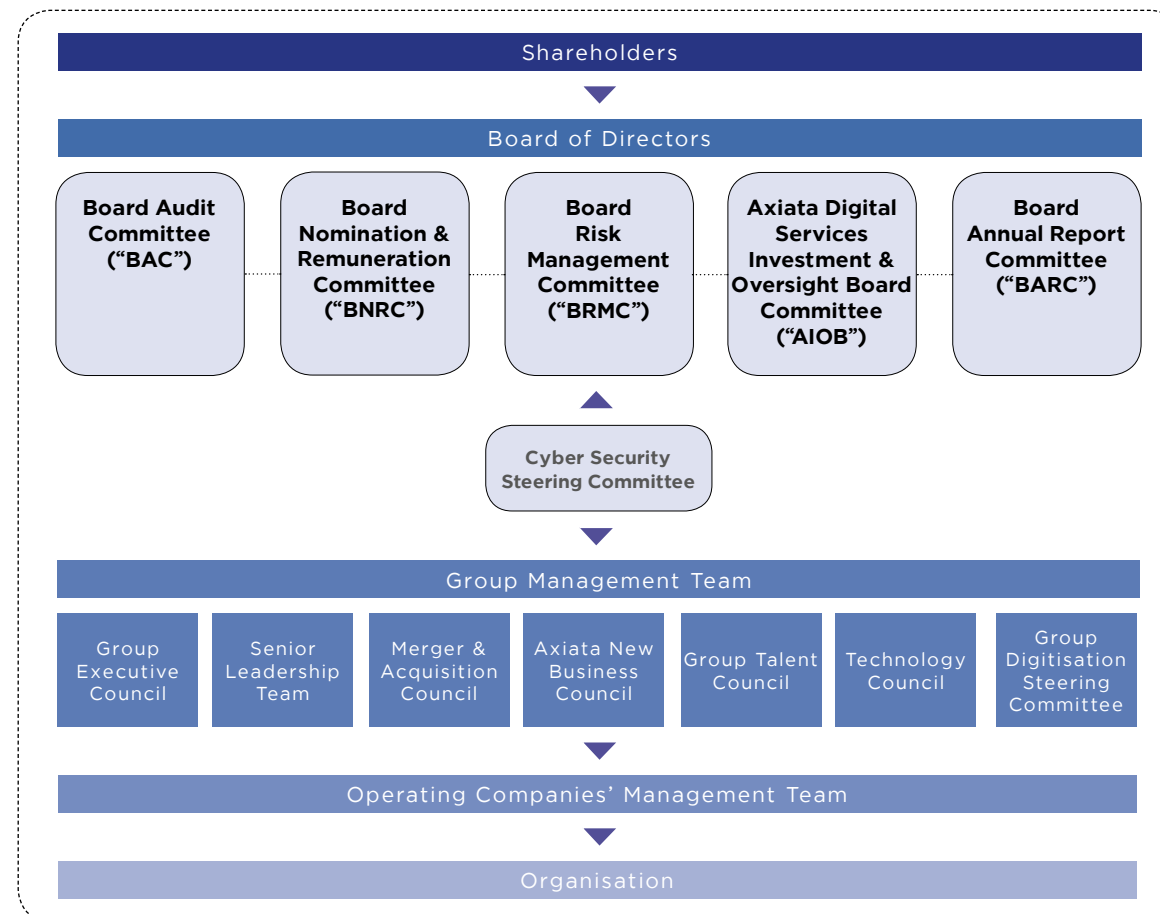 Shareholders
Board of Directors
Board Audit
Committee
(“BAC”)
Board
Nomination &
Remuneration
Committee
(“BNRC”)
Board
Risk
Management
Committee
(“BRMC”)
Axiata Digital
Services
Investment &
Oversight Board
Committee
(“AIOB”)
Board
Annual Report
Committee
(“BARC”)
Cyber Security
Steering Committee
Group Management Team
Group
Executive
Council
Senior
Leadership
Team
Merger &
Acquisition
Council
Axiata New
Business
Council
Group Talent
Council
Technology
Council
Group
Digitisation
Steering
Committee
Operating Companies’ Management Team
Organisation